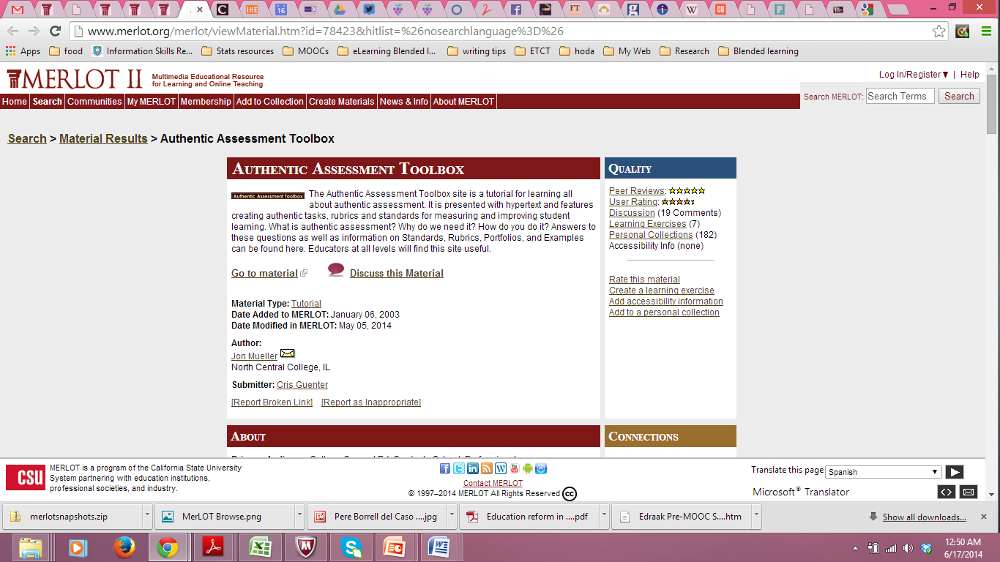 www.merlot.org/merlot/viewMaterial.htm?id=78423&hitlist=%26nosearchlanguage%3D%26
Apps food Information Skills Re... Stats resources MOOCs eLearning Blended l... writing tips ETCT hoda My Web Research Blended learning
MERLOT II
Multimedia Educational Resource
for Learning and Online Teaching
Log In/Register▼ | Help
Home Search Communities My MERLOT Membership Add to Collection Create Materials News & Info About MERLOT
Search MERLOT: Search Terms Search
Search > Material Results > Authentic Assessment Toolbox
Authentic Assessment Toolbox
Authentic Assessment Toolbox The Authentic Assessment Toolbox site is a tutorial for learning all
about authentic assessment. It is presented with hypertext and features
creating authentic tasks, rubrics and standards for measuring and improving student
learning. What is authentic assessment? Why do we need it? How do you do it? Answers to
these questions as well as information on Standards, Rubrics, Portfolios, and Examples
can be found here. Educators at all levels will find this site useful.
Go to material Discuss this Material
Material Type: Tutorial
Date Added to MERLOT: January 06, 2003
Date Modified in MERLOT: May 05, 2014
Author:
Jon Mueller
North Central College, IL
Submitter: Cris Guenter
[Report Broken Link] [Report as Inappropriate]
Quality
Peer Reviews:
User Rating:
Discussion (19 Comments)
Learning Exercises (7)
Personal Collections (182)
Accessibility Info (none)
Rate this material
Create a learning exercise
Add accessibility information
Add to a personal collection
About
Connections
CSU
MERLOT is a program of the California State University
System partnering with education institutions,
professional societies, and industry.
Contact MERLOT
© 1997–2014 MERLOT All Rights Reserved cc
Translate this page Spanish
Microsoft® Translator
merlotsnapshots.zip MerLOT Browse.png Pere Borrell del Caso ....jpg Education reform in ....pdf Edraak Pre-MOOC S....htm Show all downloads...
12:50 AM
6/17/2014